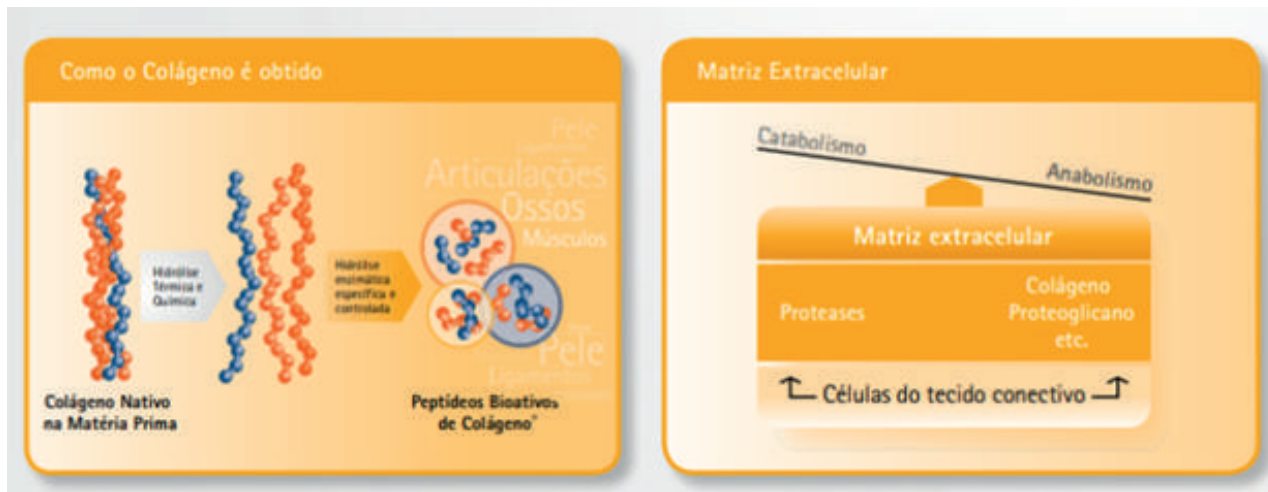 Como o Colágeno é obtido
Pele
Articulações
Ossos
Músculos
Hidrólise
Térmica e
Química
Hidrólise
enzimática
específica e
controlada
Pele
Ligamentos
Colágeno Nativo
na Matéria Prima
Peptídeos Bioativos
de Colágeno®
Matriz Extracelular
Catabolismo
Anabolismo
Matriz extracelular
Proteases
Colágeno
Proteoglicano
etc.
Células do tecido conectivo